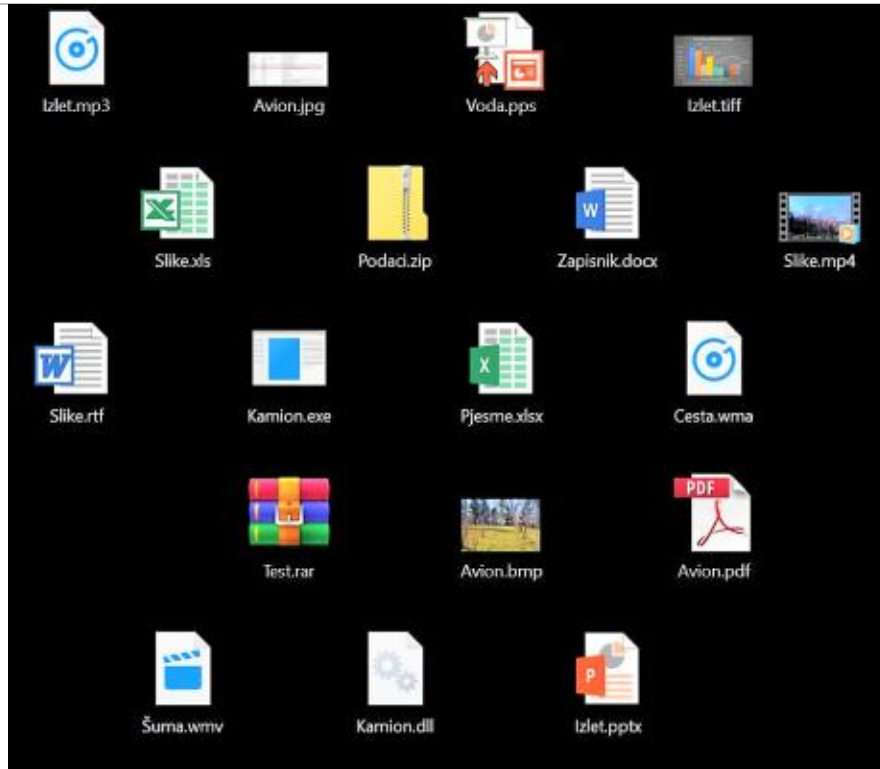 Izlet.mp3
Avion.jpg
Voda.pps
Izlet.tiff
Slike.xls
Podaci.zip
W
Zapisnik.docx
Slike.mp4
W
Slike.rtf
Kamion.exe
X
Pjesme.xlsx
Cesta.wma
Test.rar
Avion.bmp
PDF
Avion.pdf
Šuma.wmv
Kamion.dll
P
Izlet.pptx